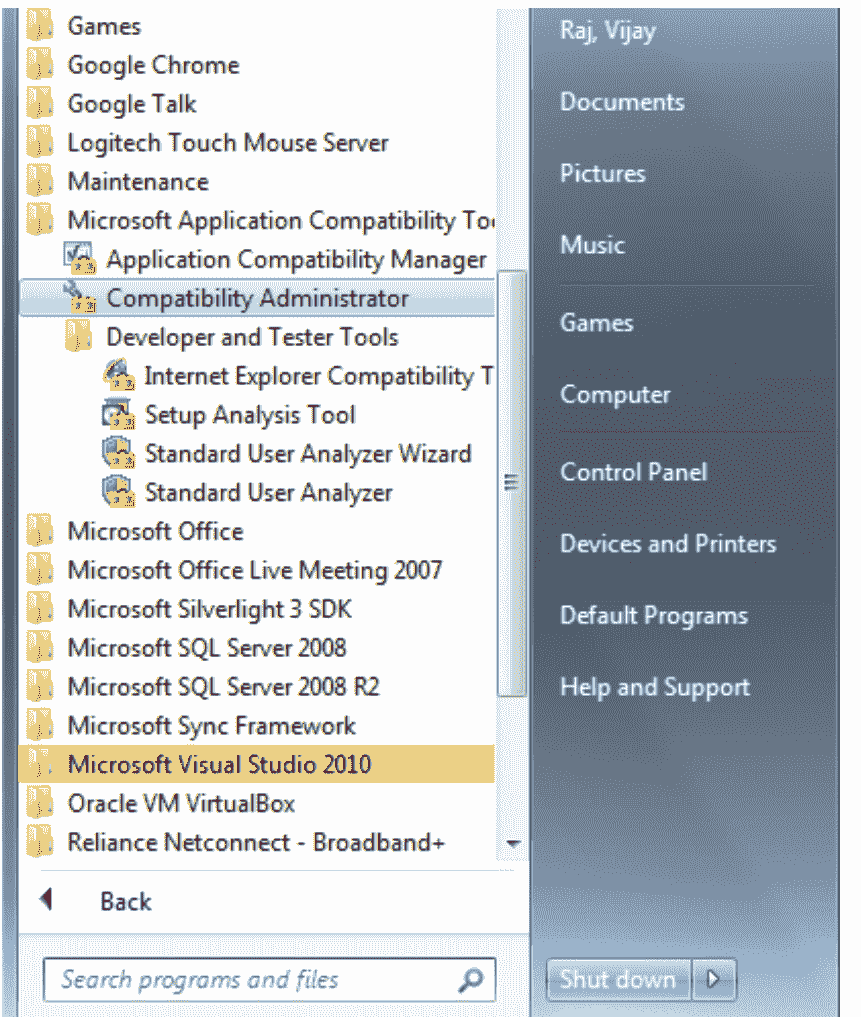 Games
Google Chrome
Google Talk
Logitech Touch Mouse Server
Maintenance
Microsoft Application Compatibility Too
Application Compatibility Manager
Compatibility Administrator
Developer and Tester Tools
Internet Explorer Compatibility T
Setup Analysis Tool
Standard User Analyzer Wizard
Standard User Analyzer
Microsoft Office
Microsoft Office Live Meeting 2007
Microsoft Silverlight 3 SDK
Microsoft SQL Server 2008
Microsoft SQL Server 2008 R2
Microsoft Sync Framework
Microsoft Visual Studio 2010
Oracle VM VirtualBox
Reliance Netconnect - Broadband+
Back
Search programs and files
Raj, Vijay
Documents
Pictures
Music
Games
Computer
Control Panel
Devices and Printers
Default Programs
Help and Support
Shut down